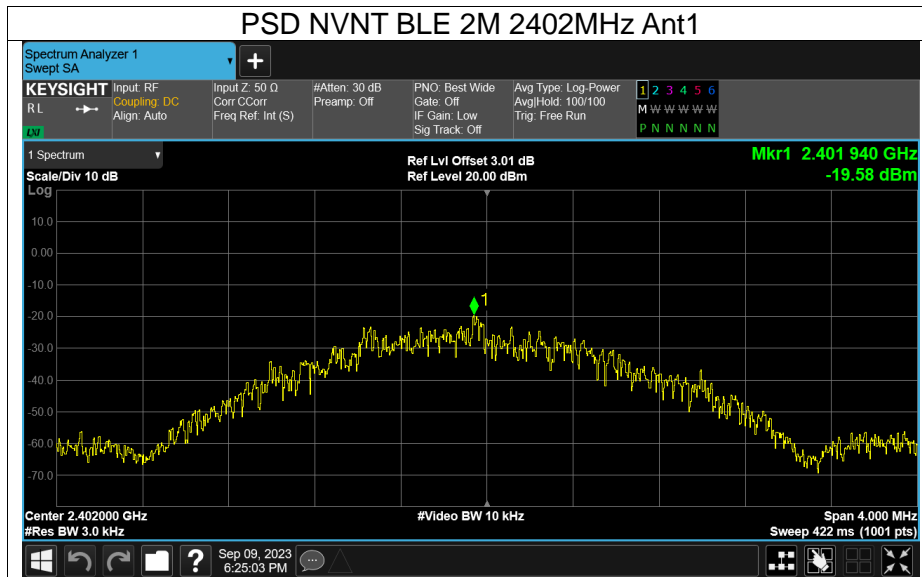 PSD NVNT BLE 2M 2402MHz Ant1
Spectrum Analyzer 1
Swept SA
+
KEYSIGHT
R L
LXI
Input: RF
Coupling: DC
Align: Auto
Input Z: 50 Ω
Corr CCorr
Freq Ref: Int (S)
#Atten: 30 dB
Preamp: Off
PNO: Best Wide
Gate: Off
IF Gain: Low
Sig Track: Off
Avg Type: Log-Power
Avg|Hold: 100/100
Trig: Free Run
1 2 3 4 5 6
M W W W W W
P N N N N N
1 Spectrum
Scale/Div 10 dB
Ref Lvl Offset 3.01 dB
Ref Level 20.00 dBm
Mkr1 2.401 940 GHz
-19.58 dBm
Log
10.0
0.00
-10.0
-20.0
-30.0
-40.0
-50.0
-60.0
-70.0
1
Center 2.402000 GHz
#Res BW 3.0 kHz
#Video BW 10 kHz
Span 4.000 MHz
Sweep 422 ms (1001 pts)
?
Sep 09, 2023
6:25:03 PM